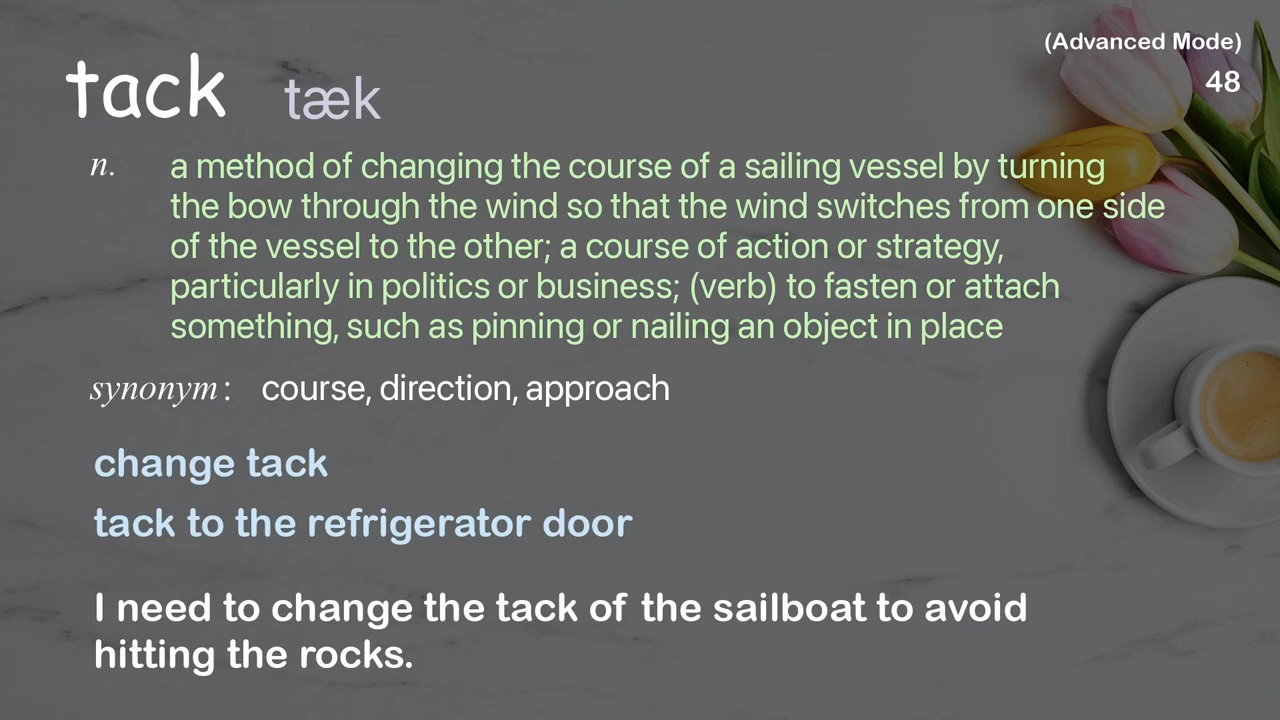 (Advanced Mode)
48
tack tæk
n. a method of changing the course of a sailing vessel by turning
the bow through the wind so that the wind switches from one side
of the vessel to the other; a course of action or strategy,
particularly in politics or business; (verb) to fasten or attach
something, such as pinning or nailing an object in place
synonym: course, direction, approach
change tack
tack to the refrigerator door
I need to change the tack of the sailboat to avoid
hitting the rocks.